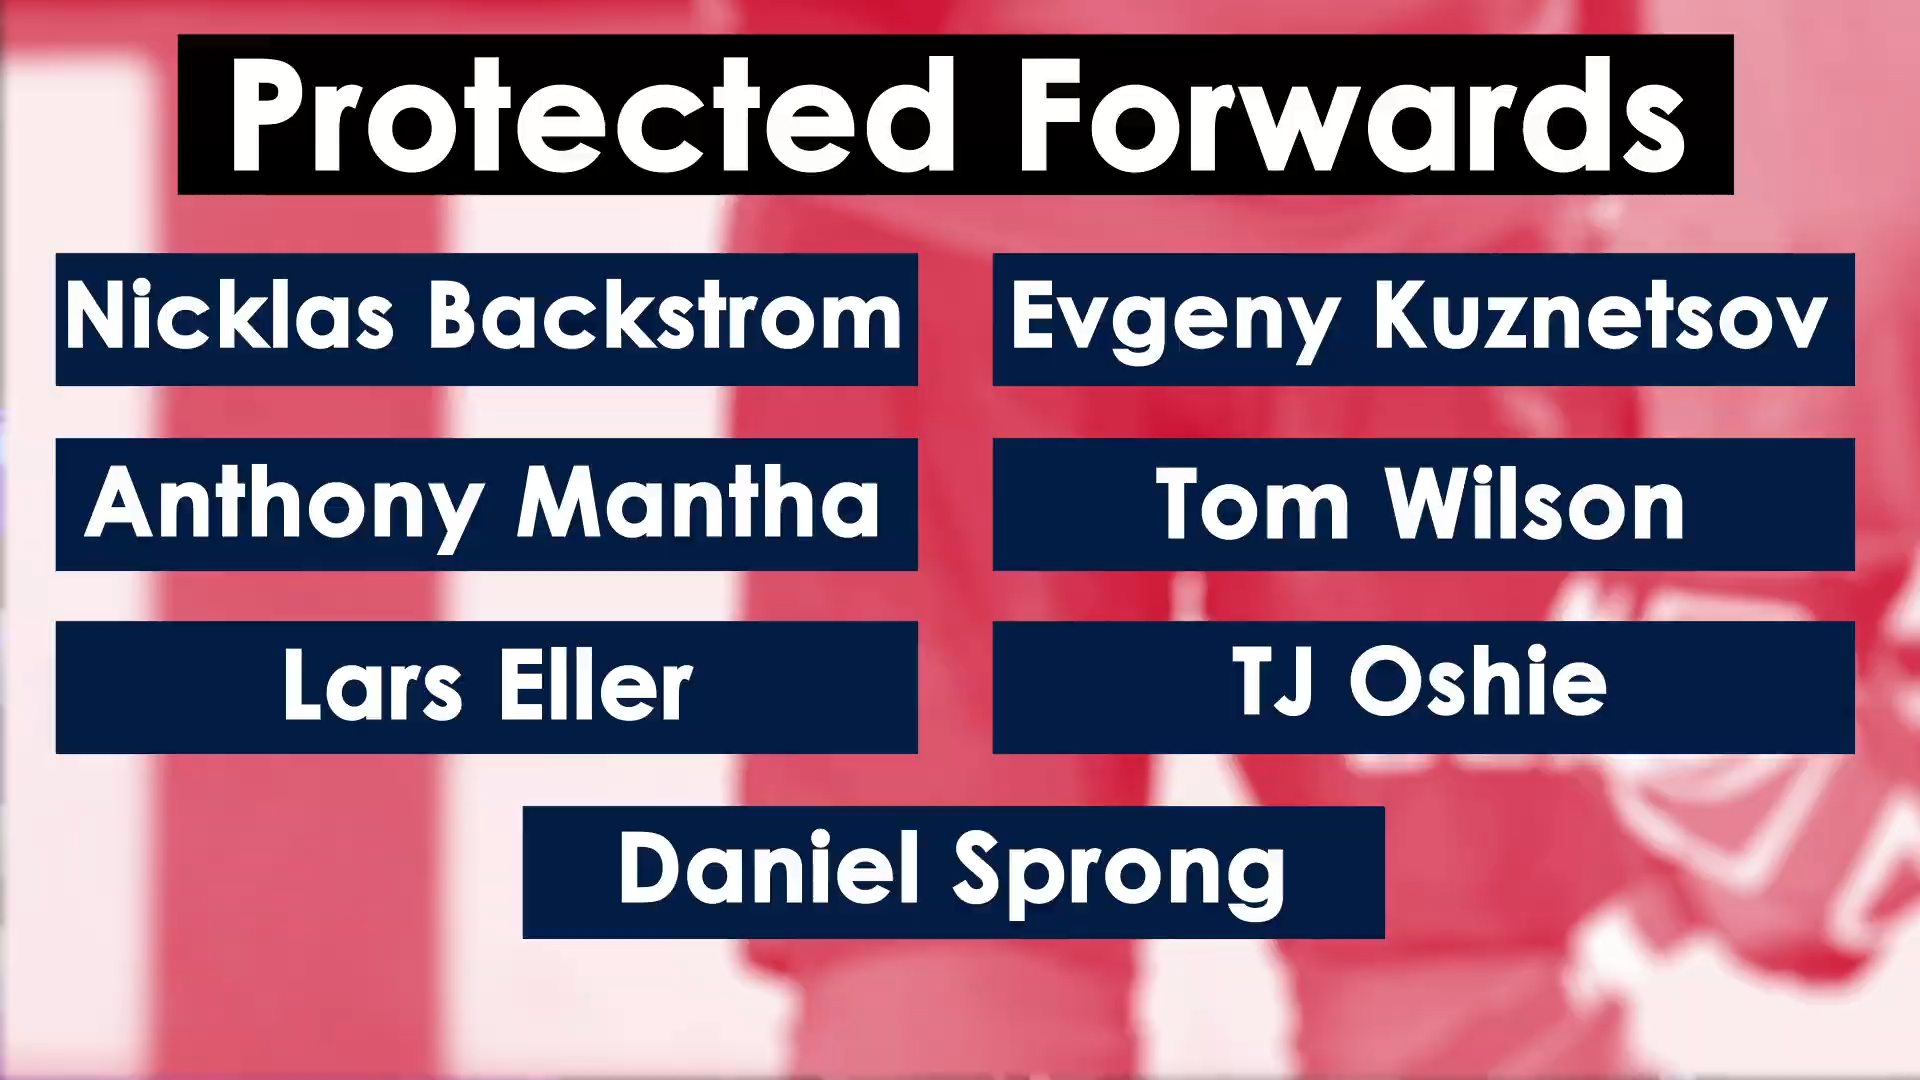 Protected Forwards
Nicklas Backstrom
Evgeny Kuznetsov
Anthony Mantha
Tom Wilson
Lars Eller
TJ Oshie
Daniel Sprong